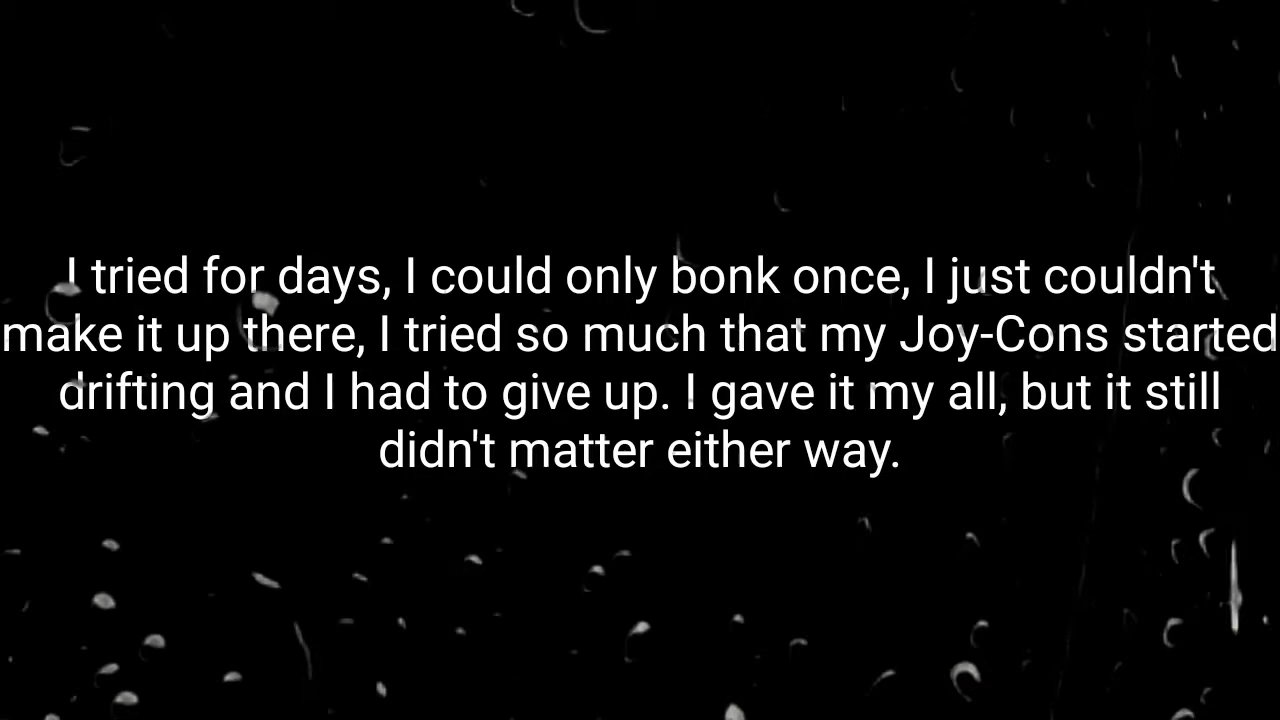 I tried for days, I could only bonk once, I just couldn't
make it up there, I tried so much that my Joy-Cons started
drifting and I had to give up. I gave it my all, but it still
didn't matter either way.